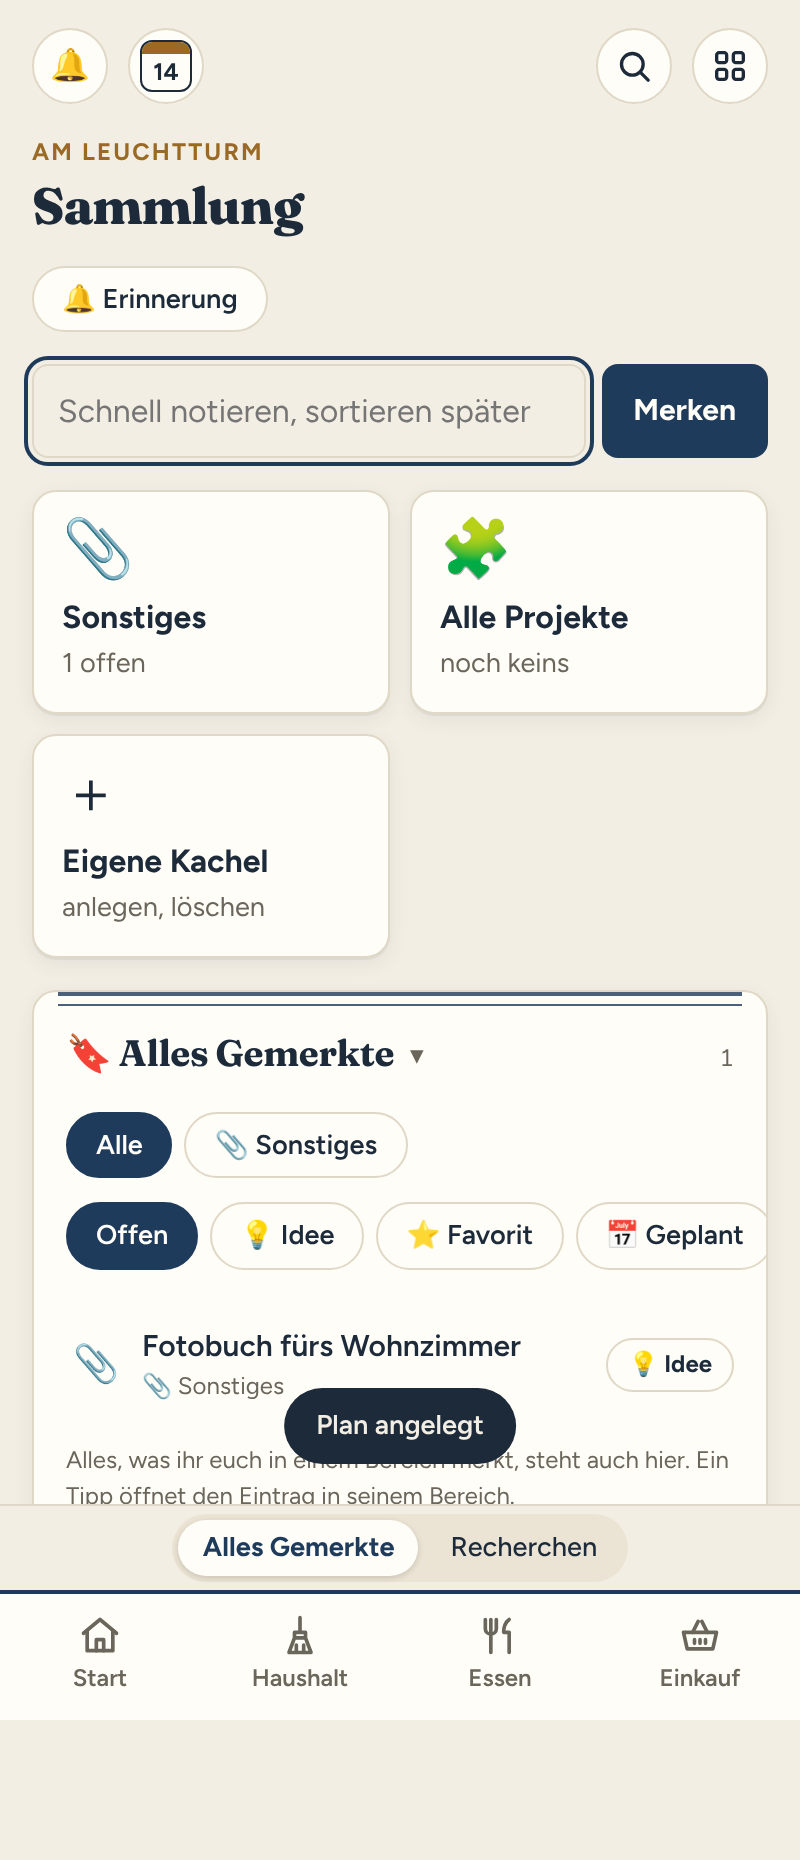 14
AM LEUCHTTURM
Sammlung
🔔 Erinnerung
Schnell notieren, sortieren später
Merken
Sonstiges
1 offen
Alle Projekte
noch keins
Eigene Kachel
anlegen, löschen
Alles Gemerkte ▼
1
Alle
Sonstiges
Offen
Idee
Favorit
Geplant
Fotobuch fürs Wohnzimmer
Sonstiges
Idee
Plan angelegt
Alles, was ihr euch in einem Bereich merkt, steht auch hier. Ein
Tipp öffnet den Eintrag in seinem Bereich.
Alles Gemerkte
Recherchen
Start
Haushalt
Essen
Einkauf